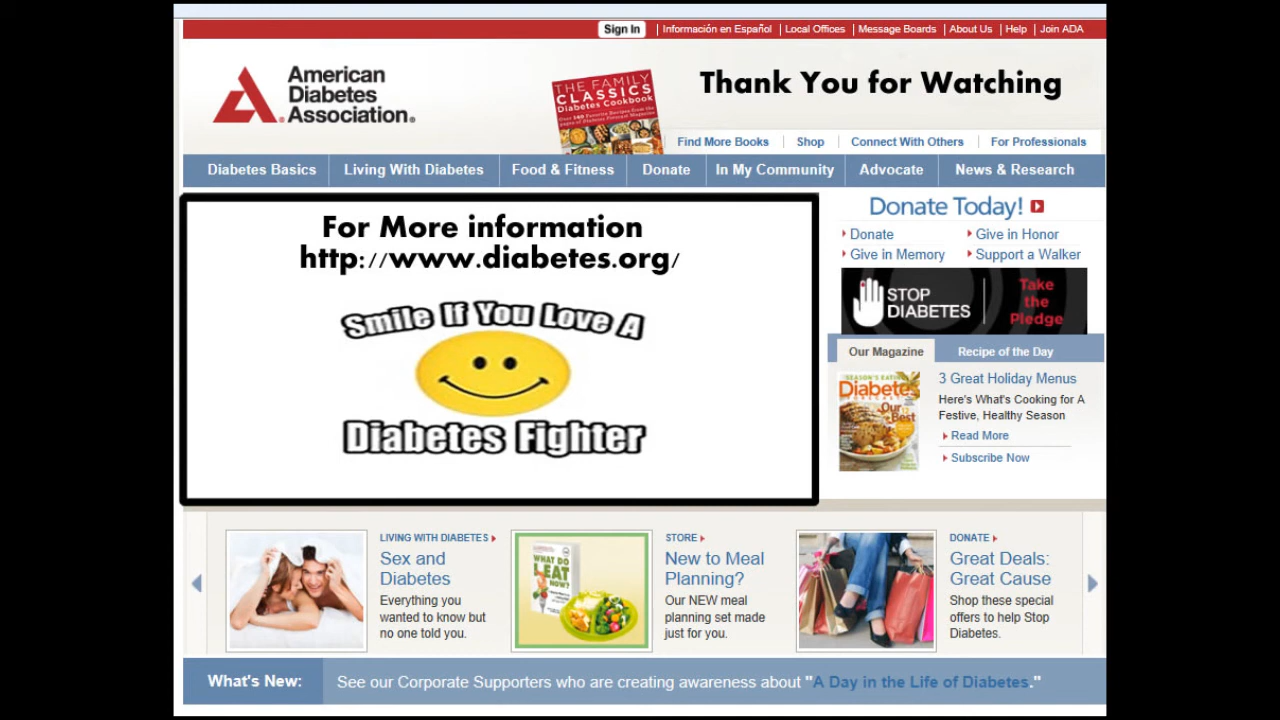 Sign In
Información en Español
Local Offices
Message Boards
About Us
Help
Join ADA
American
Diabetes
Association.
THE FAMILY
CLASSICS
Diabetes Cookbook
Thank You for Watching
Find More Books
Shop
Connect With Others
For Professionals
Diabetes Basics
Living With Diabetes
Food & Fitness
Donate
In My Community
Advocate
News & Research
For More information
http://www.diabetes.org/
Smile If You Love A
Diabetes Fighter
Donate Today!
Donate
Give in Honor
Give in Memory
Support a Walker
STOP
DIABETES
Take
the
Pledge
Our Magazine
Recipe of the Day
Diabetes
FORECAST
Our
Best
3 Great Holiday Menus
Here's What's Cooking for A
Festive, Healthy Season
Read More
Subscribe Now
LIVING WITH DIABETES
Sex and
Diabetes
Everything you
wanted to know but
no one told you.
WHAT DO
I EAT
NOW?
STORE
New to Meal
Planning?
Our NEW meal
planning set made
just for you.
DONATE
Great Deals:
Great Cause
Shop these special
offers to help Stop
Diabetes.
What's New:
See our Corporate Supporters who are creating awareness about "A Day in the Life of Diabetes."